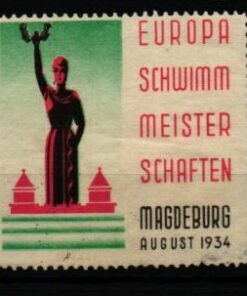 EUROPA
SCHWIMM
MEISTER
SCHAFTEN
MAGDEBURG
AUGUST 1934